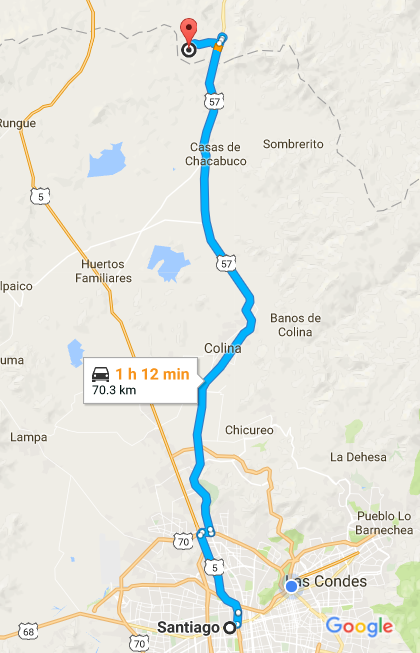 57
Rungue
Casas de
Chacabuco
Sombrerito
5
57
Huertos
Familiares
lpaico
Banos de
Colina
uma
Colina
1 h 12 min
70.3 km
Chicureo
Lampa
La Dehesa
Pueblo Lo
Barnechea
70
5
Las Condes
Santiago
68
70
Google